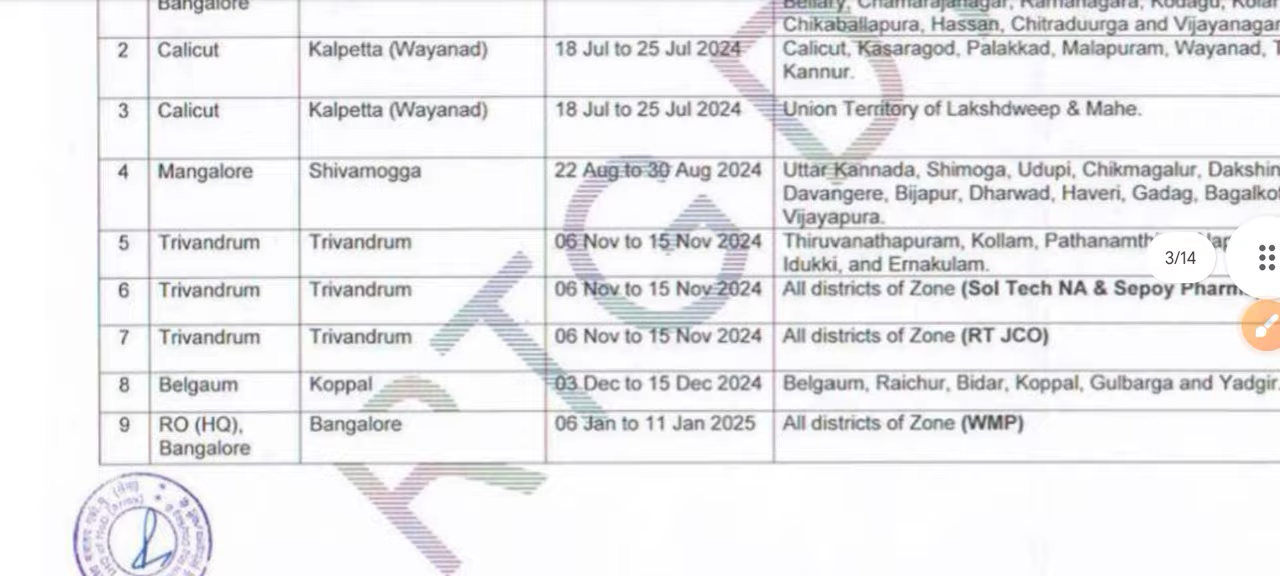 Bangalore
Bellary, Chamarajanagar, Ramanagara, Kodagu, Kolar
Chikaballapura, Hassan, Chitraduurga and Vijayanagar
2 Calicut Kalpetta (Wayanad) 18 Jul to 25 Jul 2024 Calicut, Kasaragod, Palakkad, Malapuram, Wayanad, T
Kannur.
3 Calicut Kalpetta (Wayanad) 18 Jul to 25 Jul 2024 Union Territory of Lakshdweep & Mahe.
4 Mangalore Shivamogga 22 Aug to 30 Aug 2024 Uttar Kannada, Shimoga, Udupi, Chikmagalur, Dakshin
Davangere, Bijapur, Dharwad, Haveri, Gadag, Bagalko
Vijayapura.
5 Trivandrum Trivandrum 06 Nov to 15 Nov 2024 Thiruvanathapuram, Kollam, Pathanamth
Idukki, and Ernakulam.
3/14
6 Trivandrum Trivandrum 06 Nov to 15 Nov 2024 All districts of Zone (Sol Tech NA & Sepoy Pharm
7 Trivandrum Trivandrum 06 Nov to 15 Nov 2024 All districts of Zone (RT JCO)
8 Belgaum Koppal 03 Dec to 15 Dec 2024 Belgaum, Raichur, Bidar, Koppal, Gulbarga and Yadgir.
9 RO (HQ), Bangalore 06 Jan to 11 Jan 2025 All districts of Zone (WMP)
Bangalore